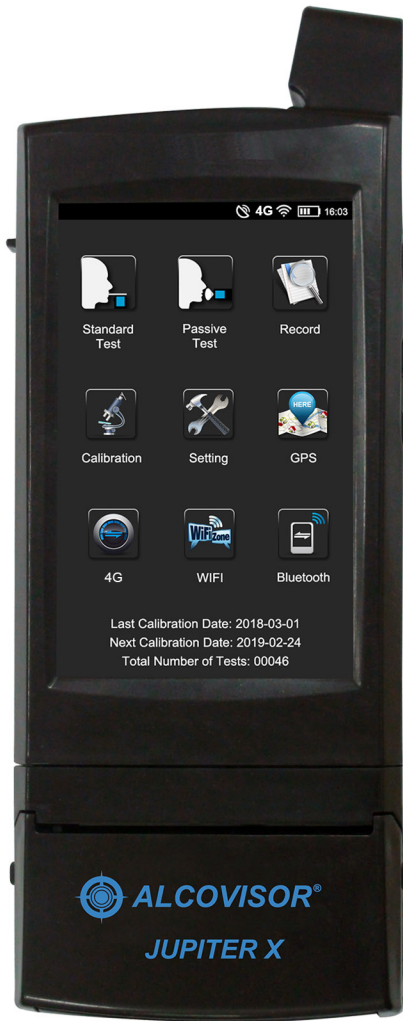 4G 16:03
Standard
Test
Passive
Test
Record
HERE
Calibration
Setting
GPS
WiFi Zone
4G
WIFI
Bluetooth
Last Calibration Date: 2018-03-01
Next Calibration Date: 2019-02-24
Total Number of Tests: 00046
ALCOVISOR®
JUPITER X